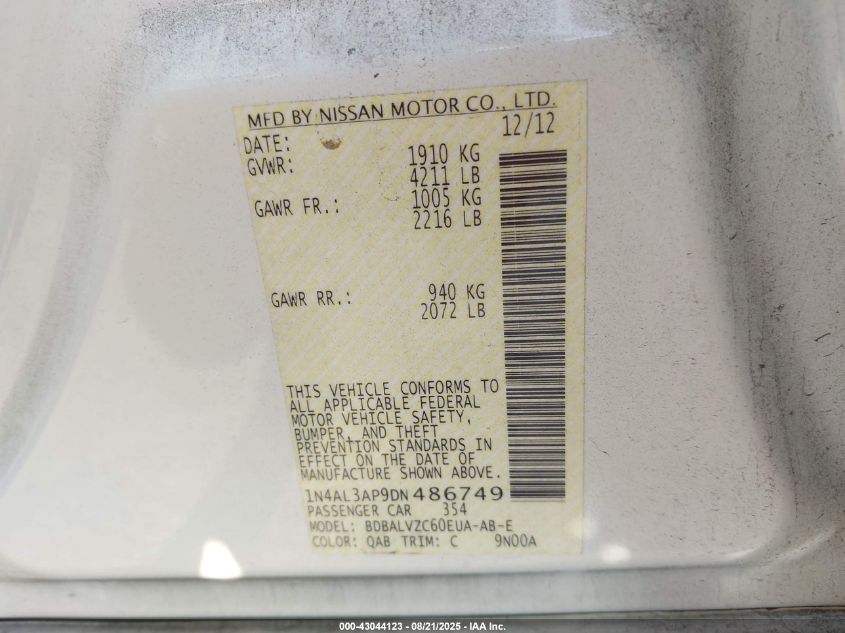 MFD BY NISSAN MOTOR CO., LTD.
DATE: 12/12
GVWR: 1910 KG
4211 LB
GAWR FR.: 1005 KG
2216 LB
GAWR RR.: 940 KG
2072 LB
THIS VEHICLE CONFORMS TO
ALL APPLICABLE FEDERAL
MOTOR VEHICLE SAFETY,
BUMPER, AND THEFT
PREVENTION STANDARDS IN
EFFECT ON THE DATE OF
MANUFACTURE SHOWN ABOVE.
1N4AL3AP9DN486749
PASSENGER CAR 354
MODEL: BDBALVZC60EUA-AB-E
COLOR: QAB TRIM: C 9N00A
000-43044123 - 08/21/2025 - IAA Inc.